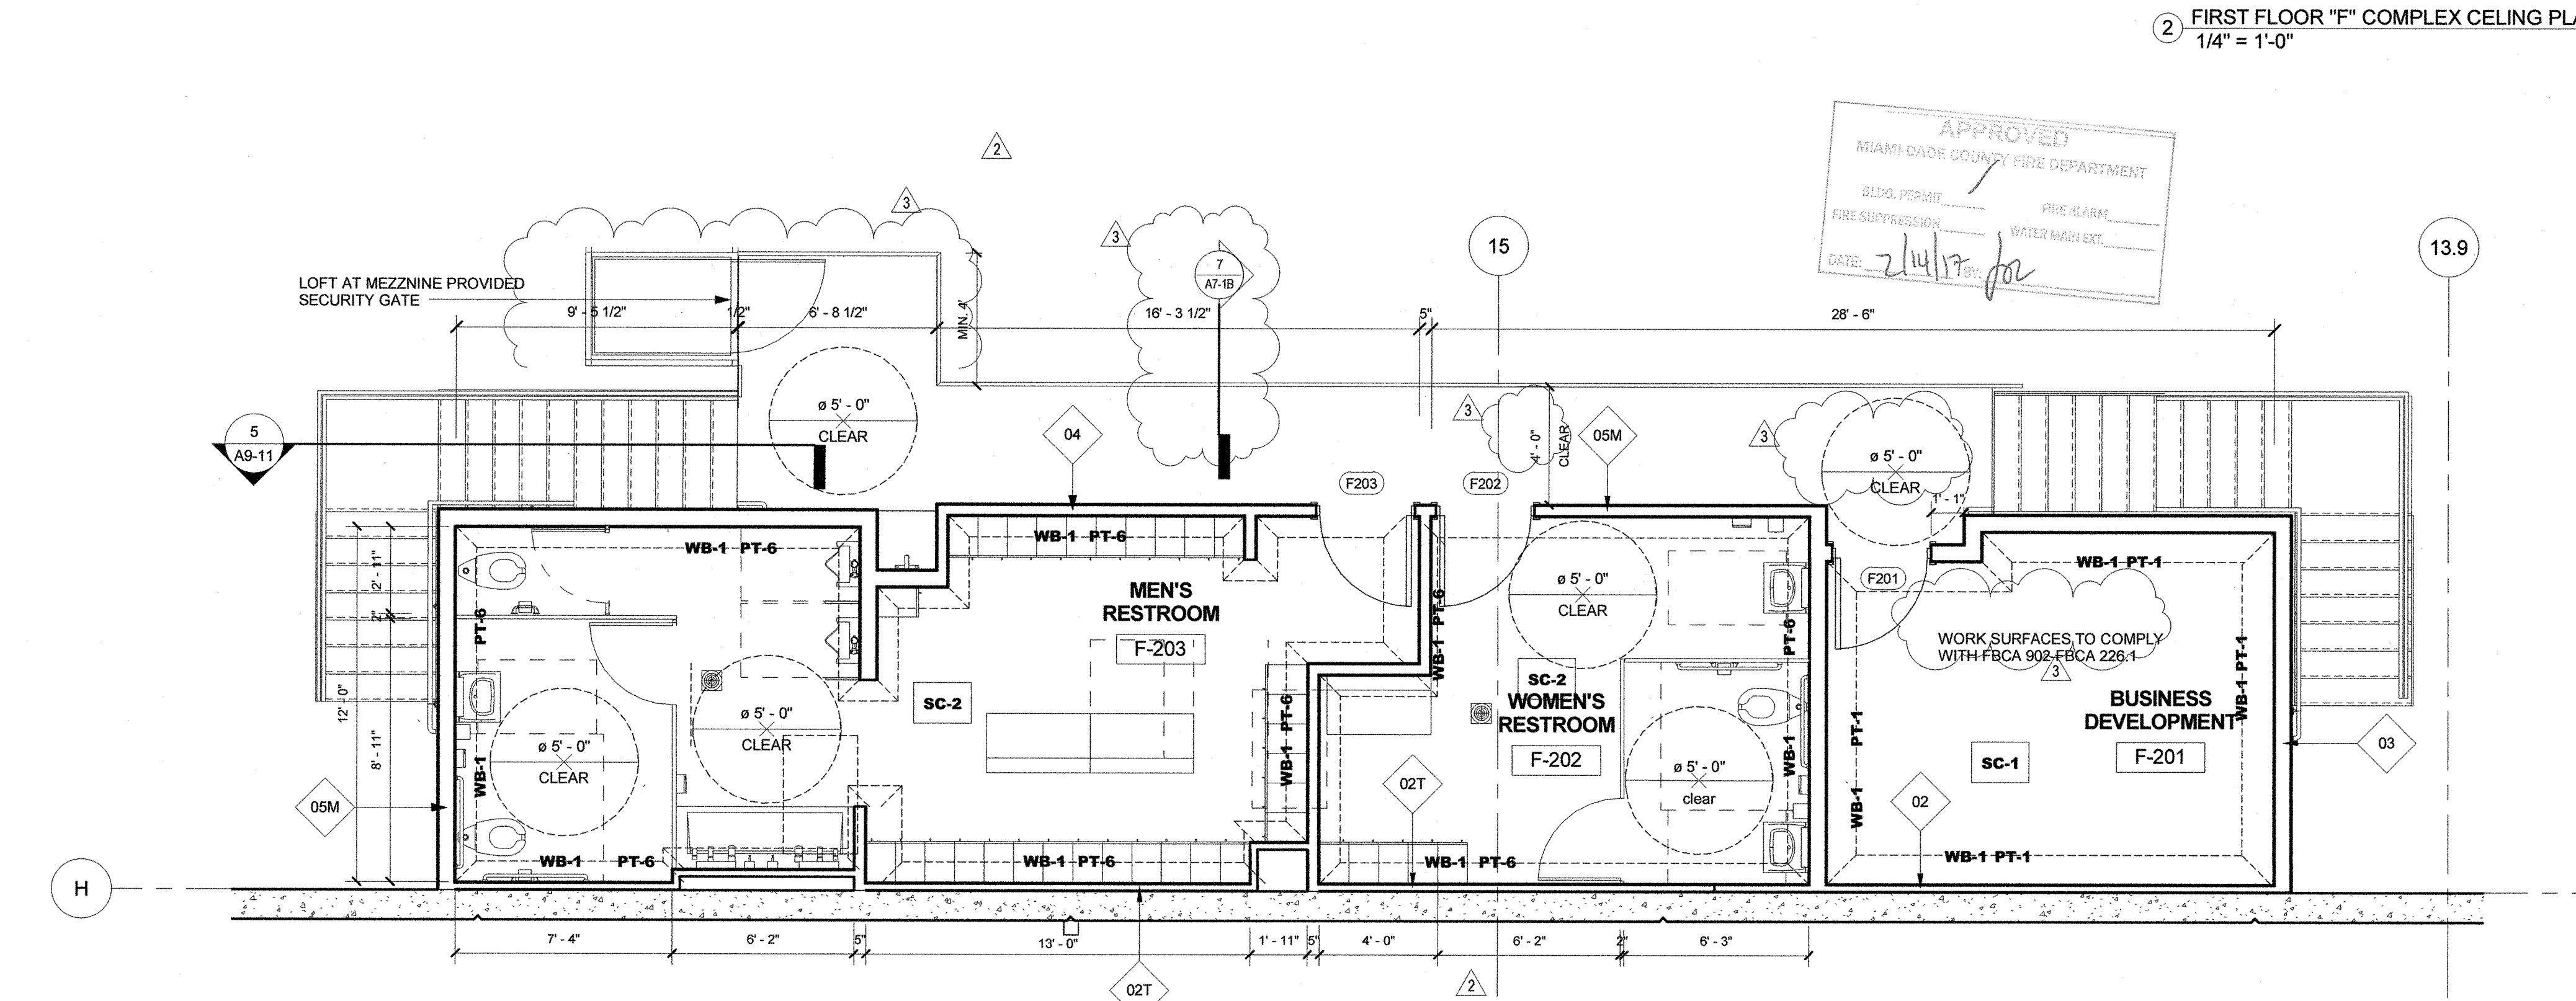 2 FIRST FLOOR "F" COMPLEX CELING PLA
1/4" = 1'-0"
APPROVED
MIAMI-DADE COUNTY FIRE DEPARTMENT
BLDG. PERMIT
FIRE ALARM
FIRE SUPPRESSION
WATER MAIN EXT.
DATE: 2/14/17 BY:
2
3
3
15
13.9
7
A7-1B
LOFT AT MEZZNINE PROVIDED
SECURITY GATE
9' - 5 1/2"
1/2"
6' - 8 1/2"
MIN. 4'
16' - 3 1/2"
5"
28' - 6"
5
A9-11
ø 5' - 0"
CLEAR
04
3
4' - 0"
CLEAR
05M
3
ø 5' - 0"
CLEAR
1' - 1"
F203
F202
F201
WB-1 PT-6
WB-1 PT-6
WB-1 PT-1
2' - 11"
2"
12' - 0"
8' - 11"
PT-6
WB-1
MEN'S
RESTROOM
F-203
SC-2
ø 5' - 0"
CLEAR
ø 5' - 0"
CLEAR
WB-1 PT-6
WB-1 PT-6
ø 5' - 0"
CLEAR
PT-6
WB-1
SC-2
WOMEN'S
RESTROOM
F-202
ø 5' - 0"
clear
WORK SURFACES TO COMPLY
WITH FBCA 902-FBCA 226.1
3
BUSINESS
DEVELOPMENT
F-201
SC-1
WB-1 PT-1
WB-1 PT-1
03
05M
02T
02
WB-1 PT-6
WB-1 PT-6
WB-1 PT-6
WB-1 PT-1
H
7' - 4"
6' - 2"
5"
13' - 0"
1' - 11"
5"
4' - 0"
6' - 2"
2"
6' - 3"
02T
2